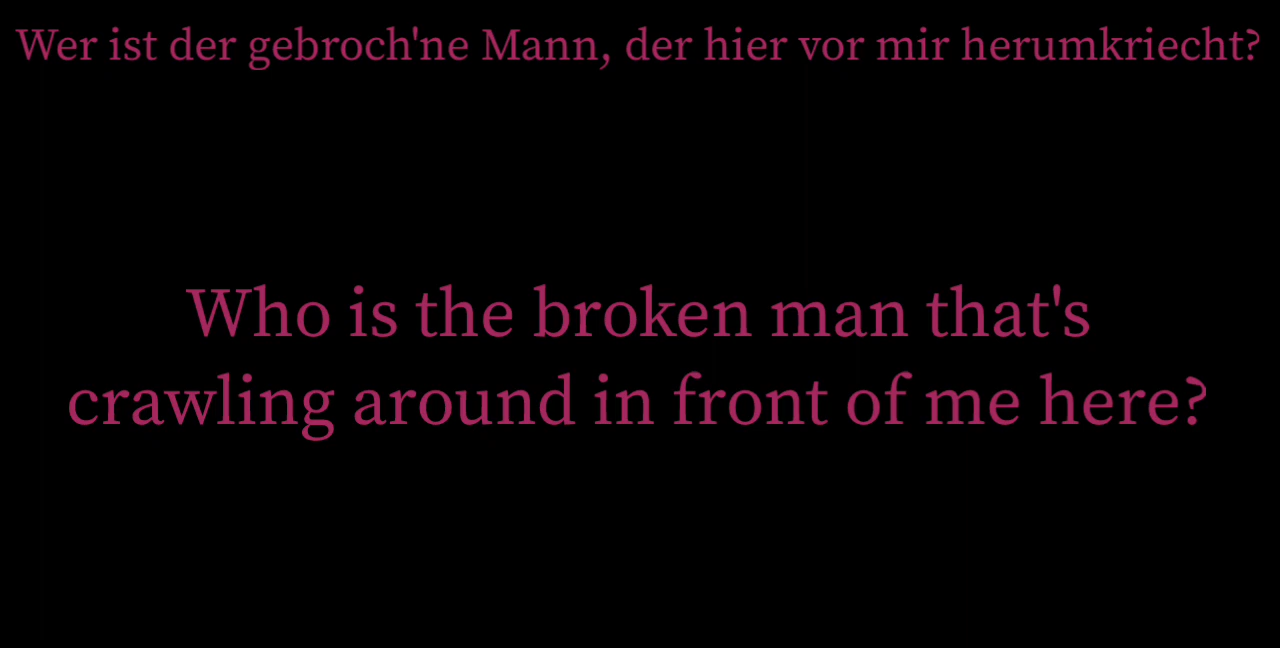 Wer ist der gebroch'ne Mann, der hier vor mir herumkriecht?
Who is the broken man that's
crawling around in front of me here?